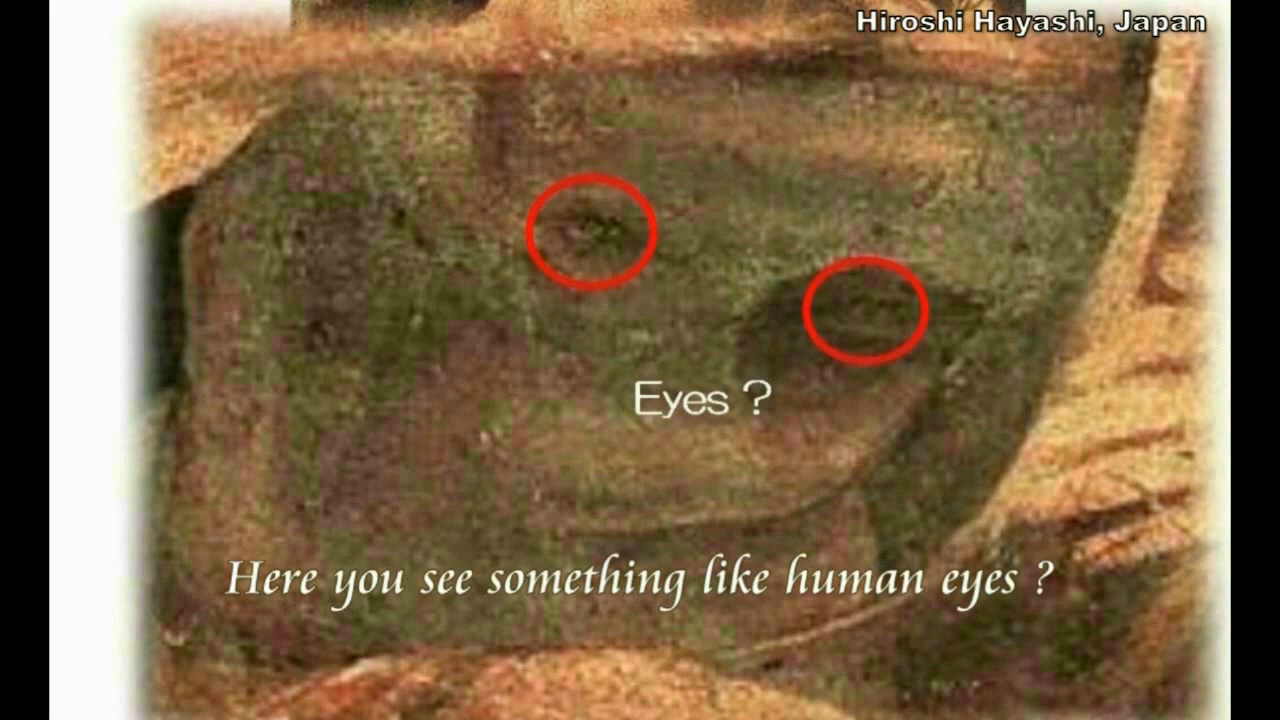 Hiroshi Hayashi, Japan
Eyes ?
Here you see something like human eyes ?